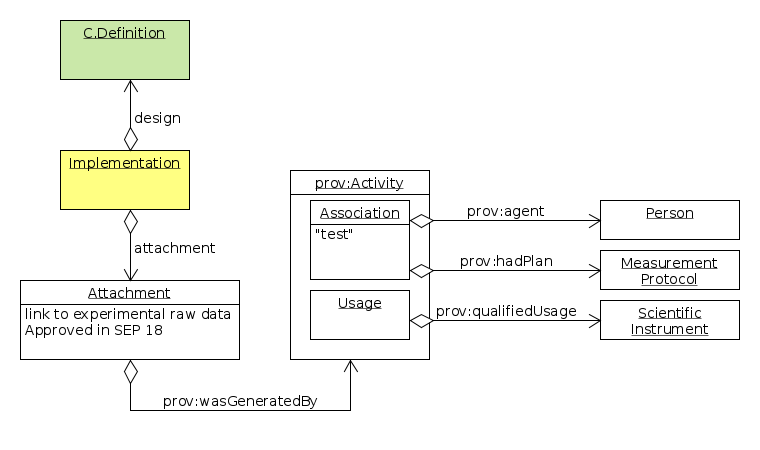 C.Definition
design
Implementation
attachment
Attachment
link to experimental raw data
Approved in SEP 18
prov:wasGeneratedBy
prov:Activity
Association
"test"
Usage
prov:agent
Person
prov:hadPlan
Measurement
Protocol
prov:qualifiedUsage
Scientific
Instrument